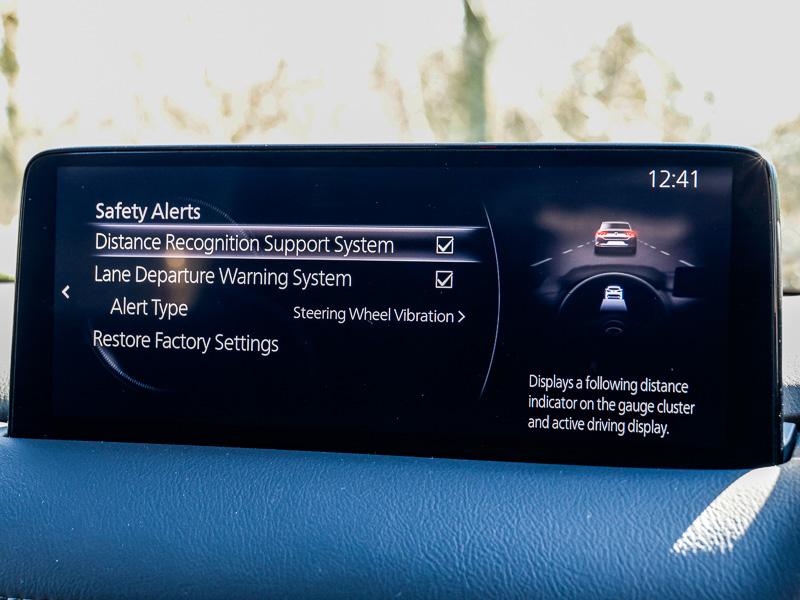 12:41
Safety Alerts
Distance Recognition Support System
Lane Departure Warning System
Alert Type Steering Wheel Vibration
Restore Factory Settings
Displays a following distance
indicator on the gauge cluster
and active driving display.